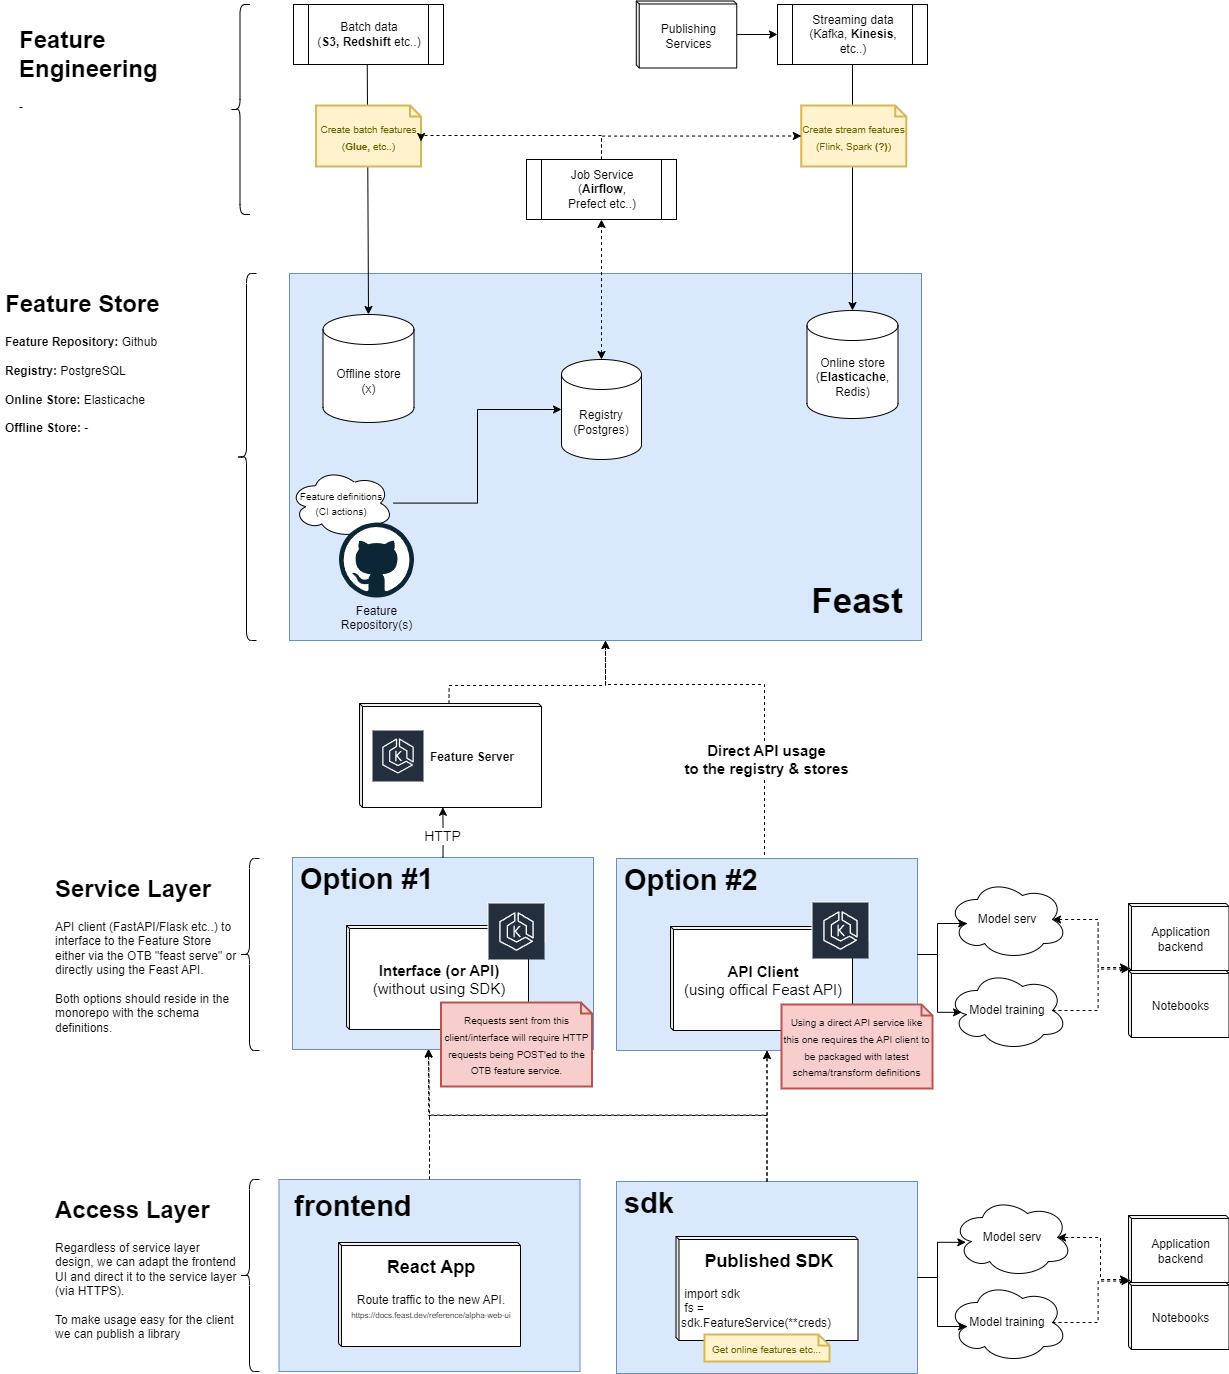 Feature
Engineering
-
Batch data
(S3, Redshift etc..)
Publishing
Services
Streaming data
(Kafka, Kinesis,
etc..)
Create batch features
(Glue, etc..)
Create stream features
(Flink, Spark (?))
Job Service
(Airflow,
Prefect etc..)
Feature Store
Feature Repository: Github
Registry: PostgreSQL
Online Store: Elasticache
Offline Store: -
Offline store
(x)
Registry
(Postgres)
Online store
(Elasticache,
Redis)
Feature definitions
(CI actions)
Feature
Repository(s)
Feast
K
Feature Server
Direct API usage
to the registry & stores
HTTP
Service Layer
API client (FastAPI/Flask etc..) to
interface to the Feature Store
either via the OTB "feast serve" or
directly using the Feast API.
Both options should reside in the
monorepo with the schema
definitions.
Option #1
K
Interface (or API)
(without using SDK)
Requests sent from this
client/interface will require HTTP
requests being POST'ed to the
OTB feature service.
Option #2
K
API Client
(using offical Feast API)
Using a direct API service like
this one requires the API client to
be packaged with latest
schema/transform definitions
Model serv
Model training
Application
backend
Notebooks
Access Layer
Regardless of service layer
design, we can adapt the frontend
UI and direct it to the service layer
(via HTTPS).
To make usage easy for the client
we can publish a library
frontend
React App
Route traffic to the new API.
https://docs.feast.dev/reference/alpha-web-ui
sdk
Published SDK
import sdk
fs =
sdk.FeatureService(**creds)
Get online features etc...
Model serv
Model training
Application
backend
Notebooks